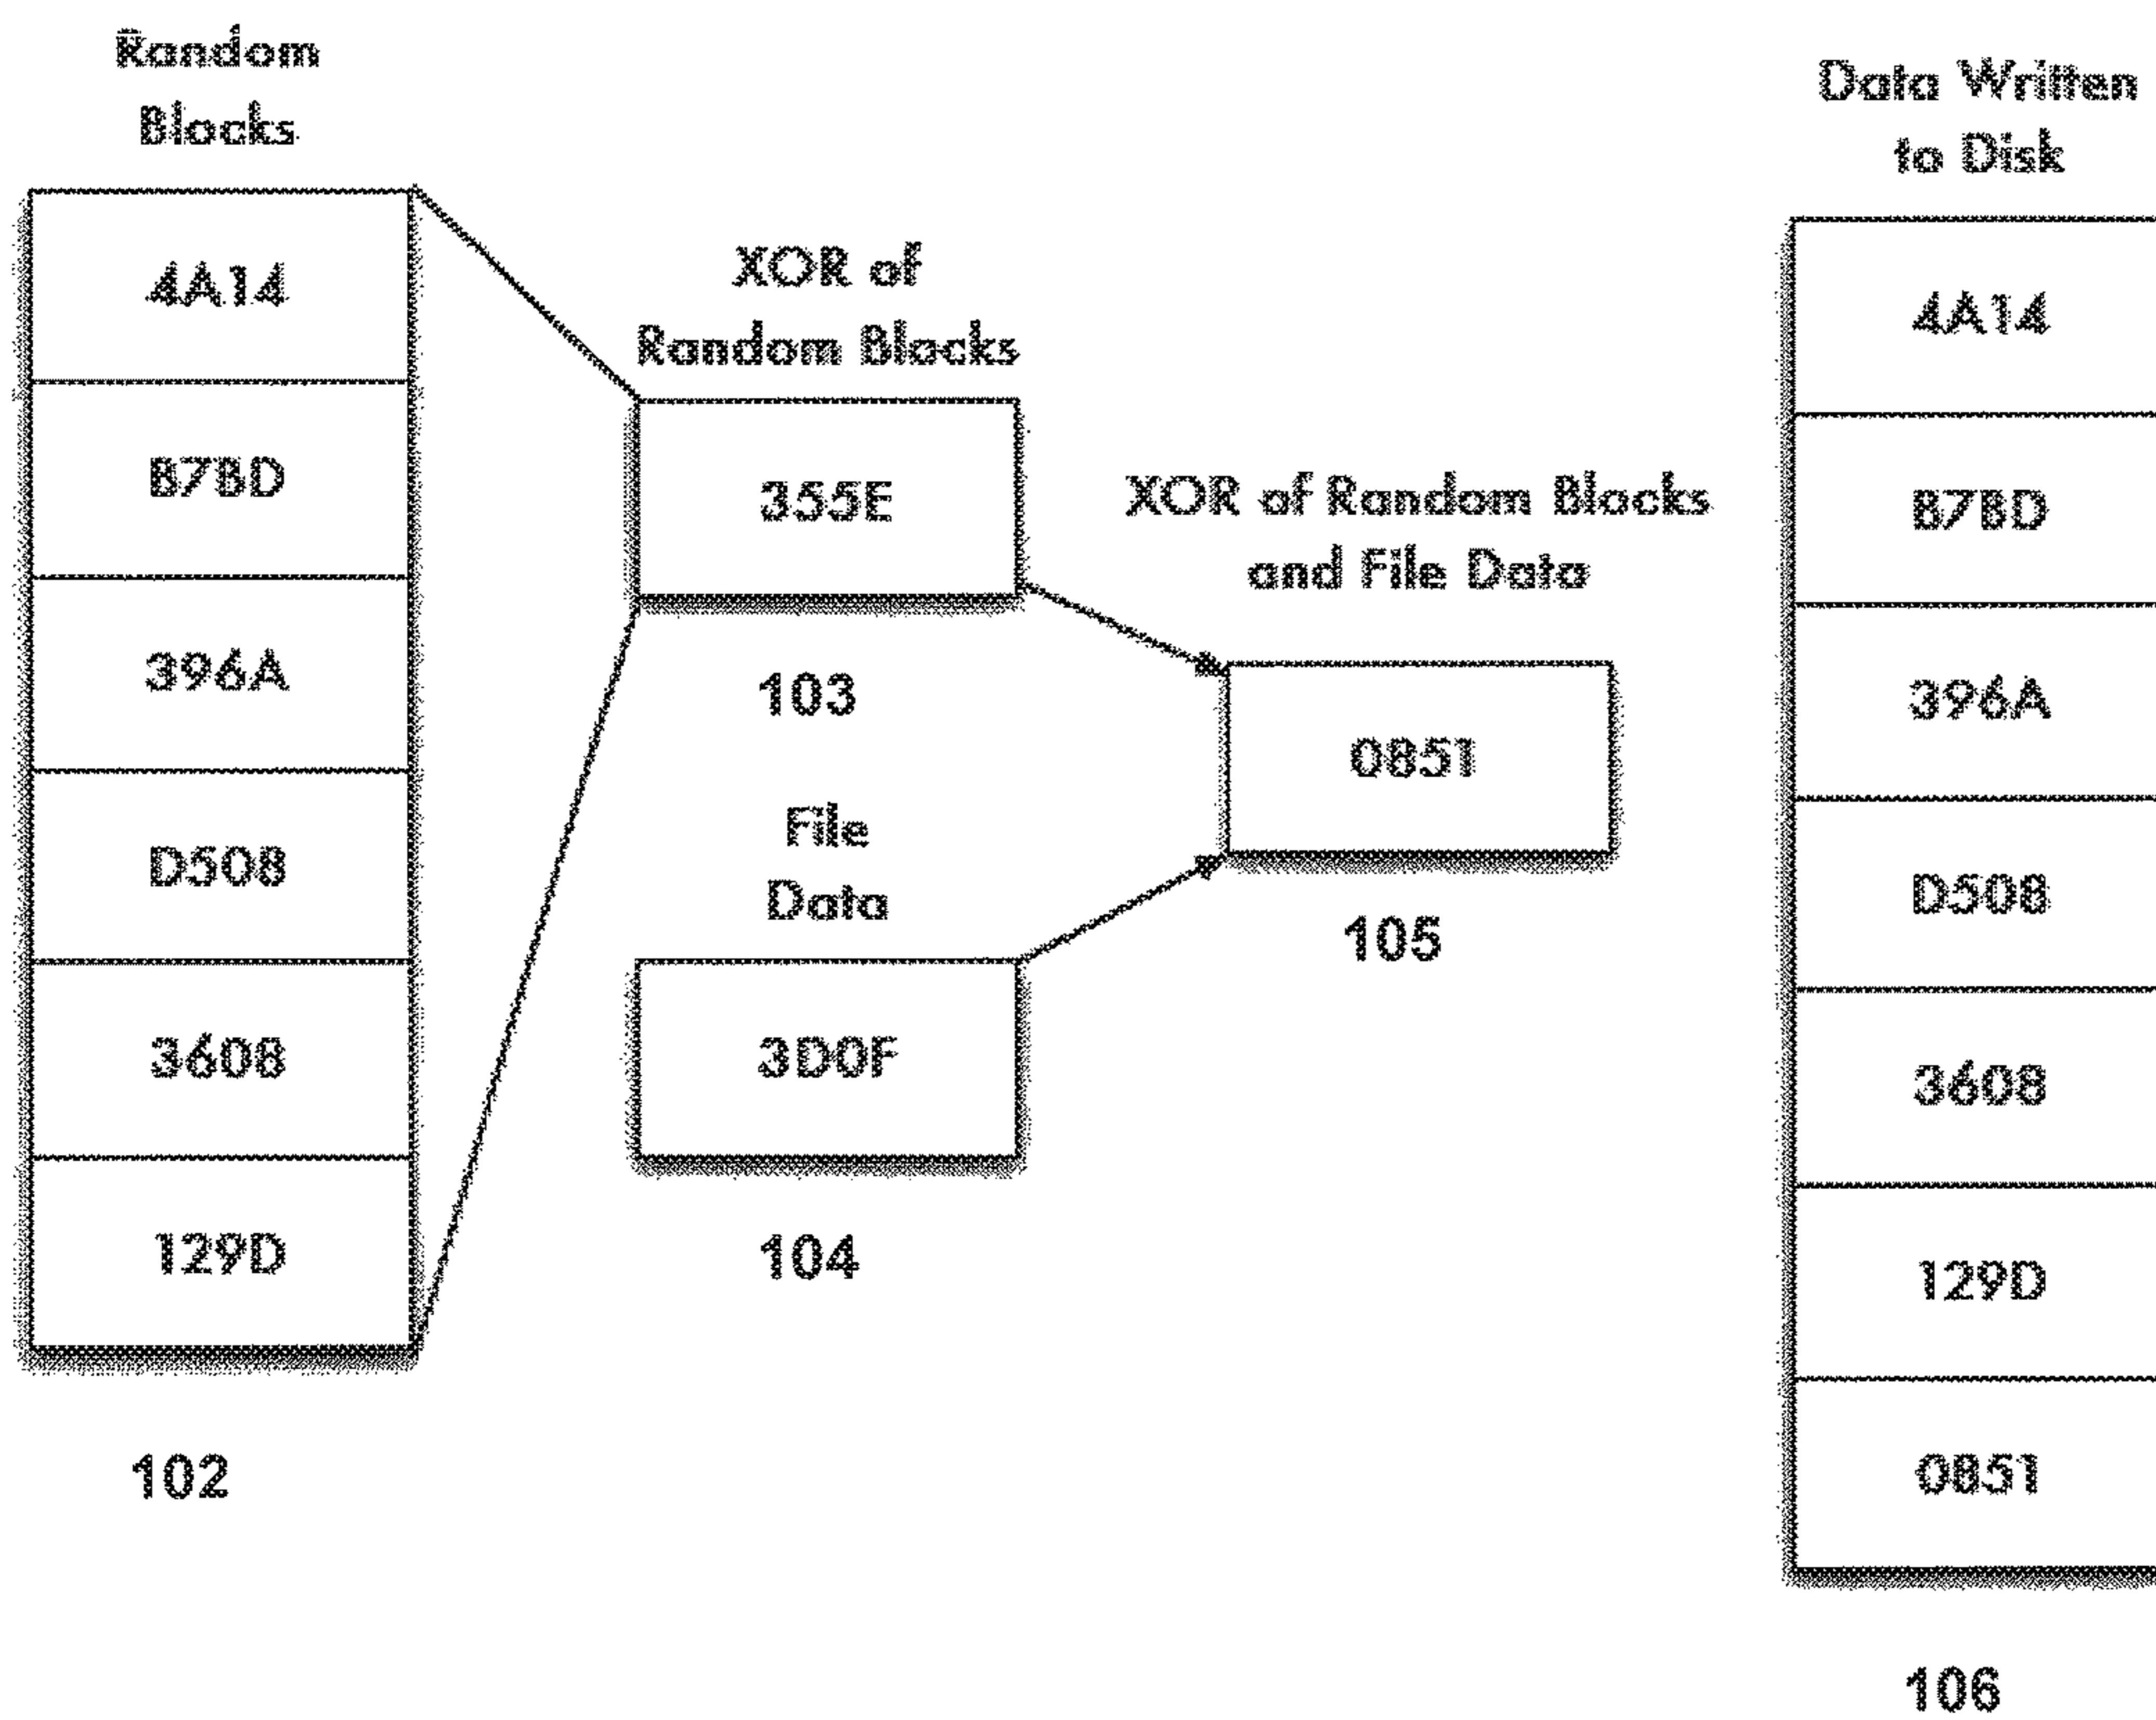 Random
Blocks
4A14
B7BD
396A
D508
3608
129D
102
XOR of
Random Blocks
355E
103
File
Data
3D0F
104
XOR of Random Blocks
and File Data
0851
105
Data Written
to Disk
4A14
B7BD
396A
D508
3608
129D
0851
106